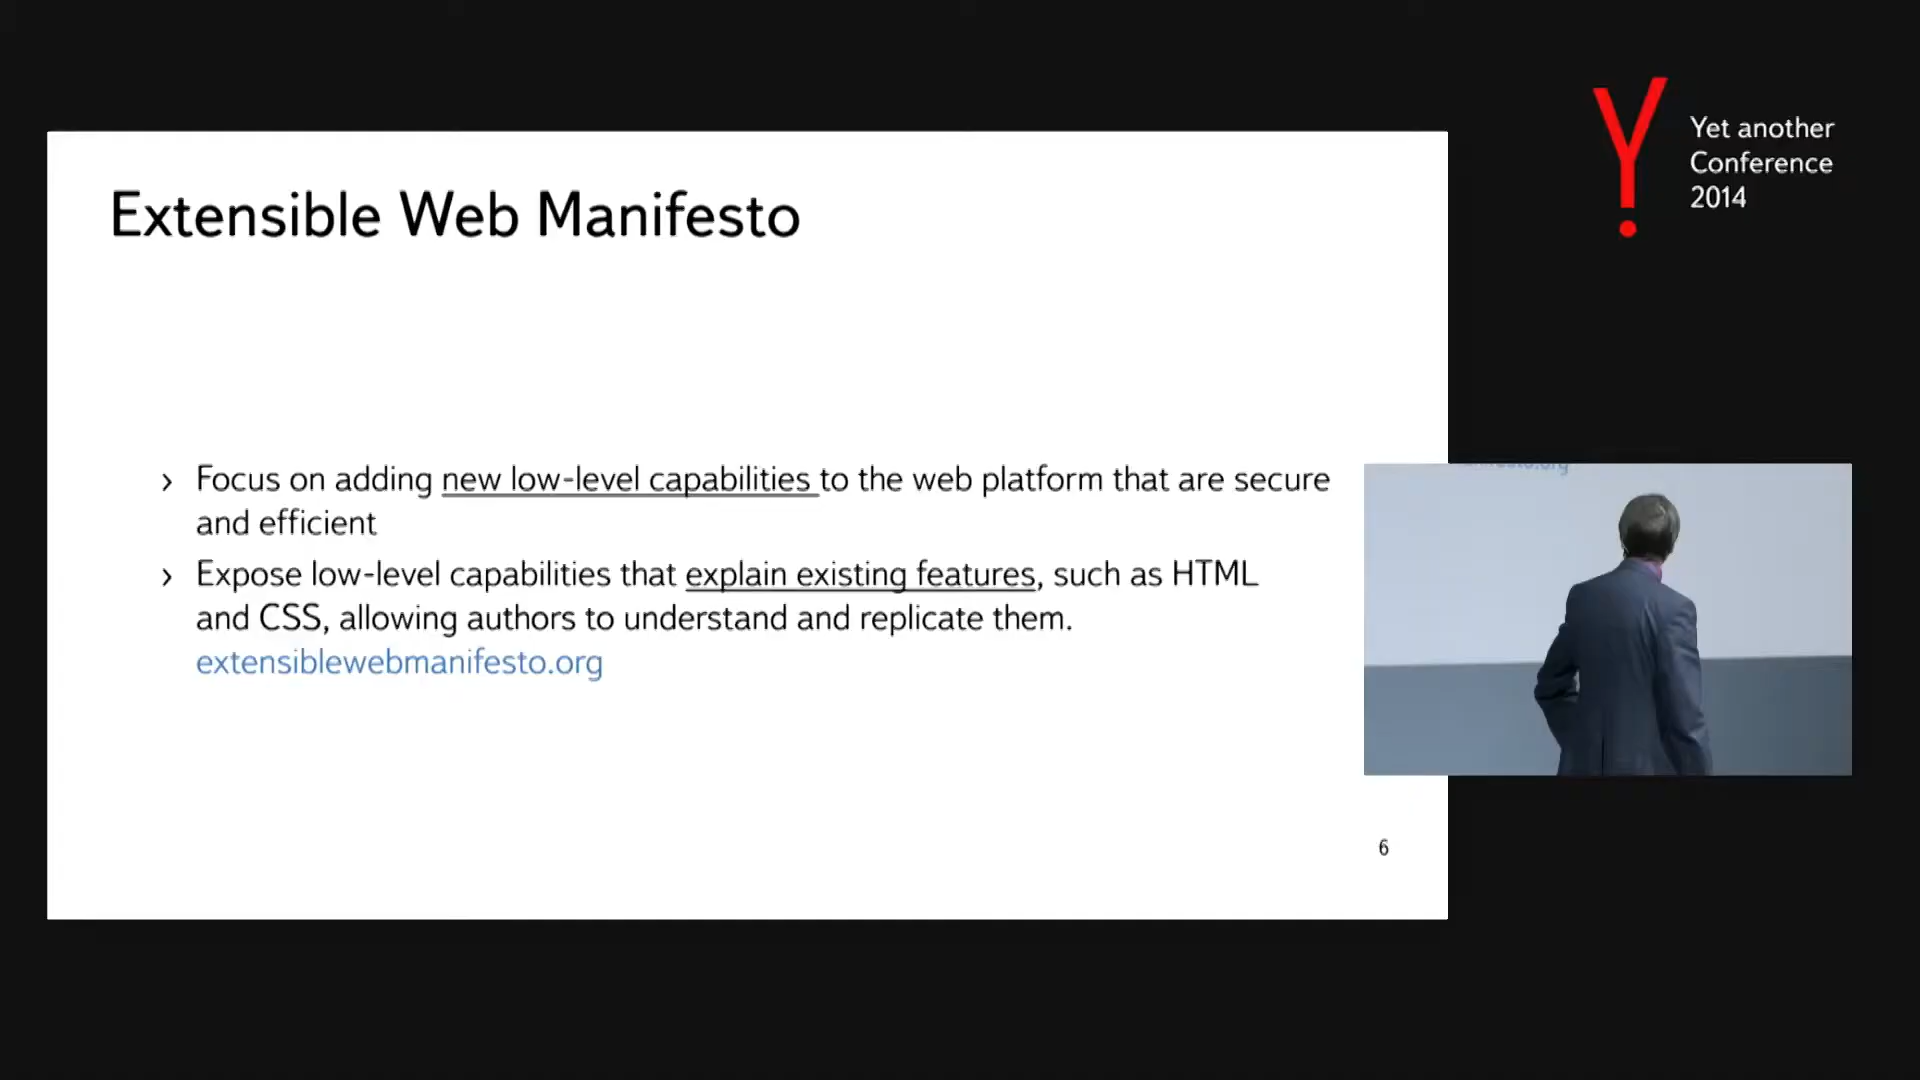 Yet another
Conference
2014
Extensible Web Manifesto
› Focus on adding new low-level capabilities to the web platform that are secure
and efficient
› Expose low-level capabilities that explain existing features, such as HTML
and CSS, allowing authors to understand and replicate them.
extensiblewebmanifesto.org
6